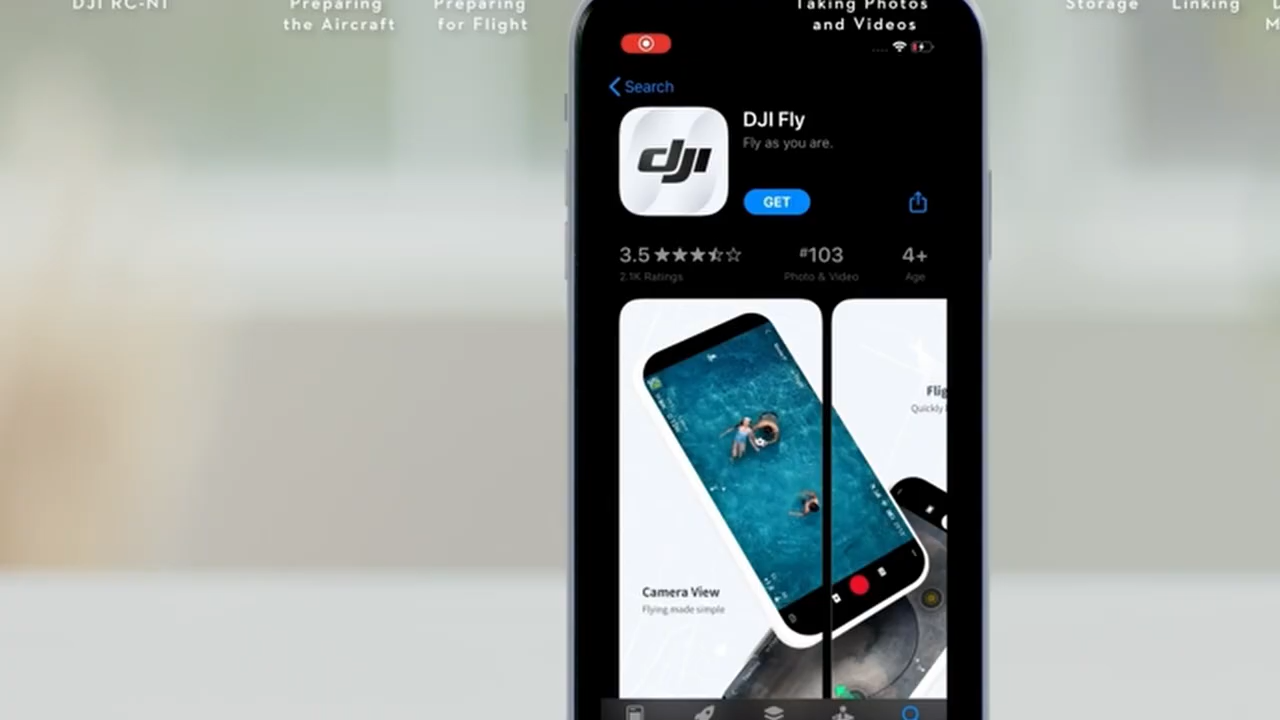 DJI RC-N1
Preparing
the Aircraft
Preparing
for Flight
Taking Photos
and Videos
Storage
Linking
Search
dji
DJI Fly
Fly as you are.
GET
3.5
#103
4+
2.1K Ratings
Photo & Video
Age
Flig
Quickly
Camera View
Flying made simple